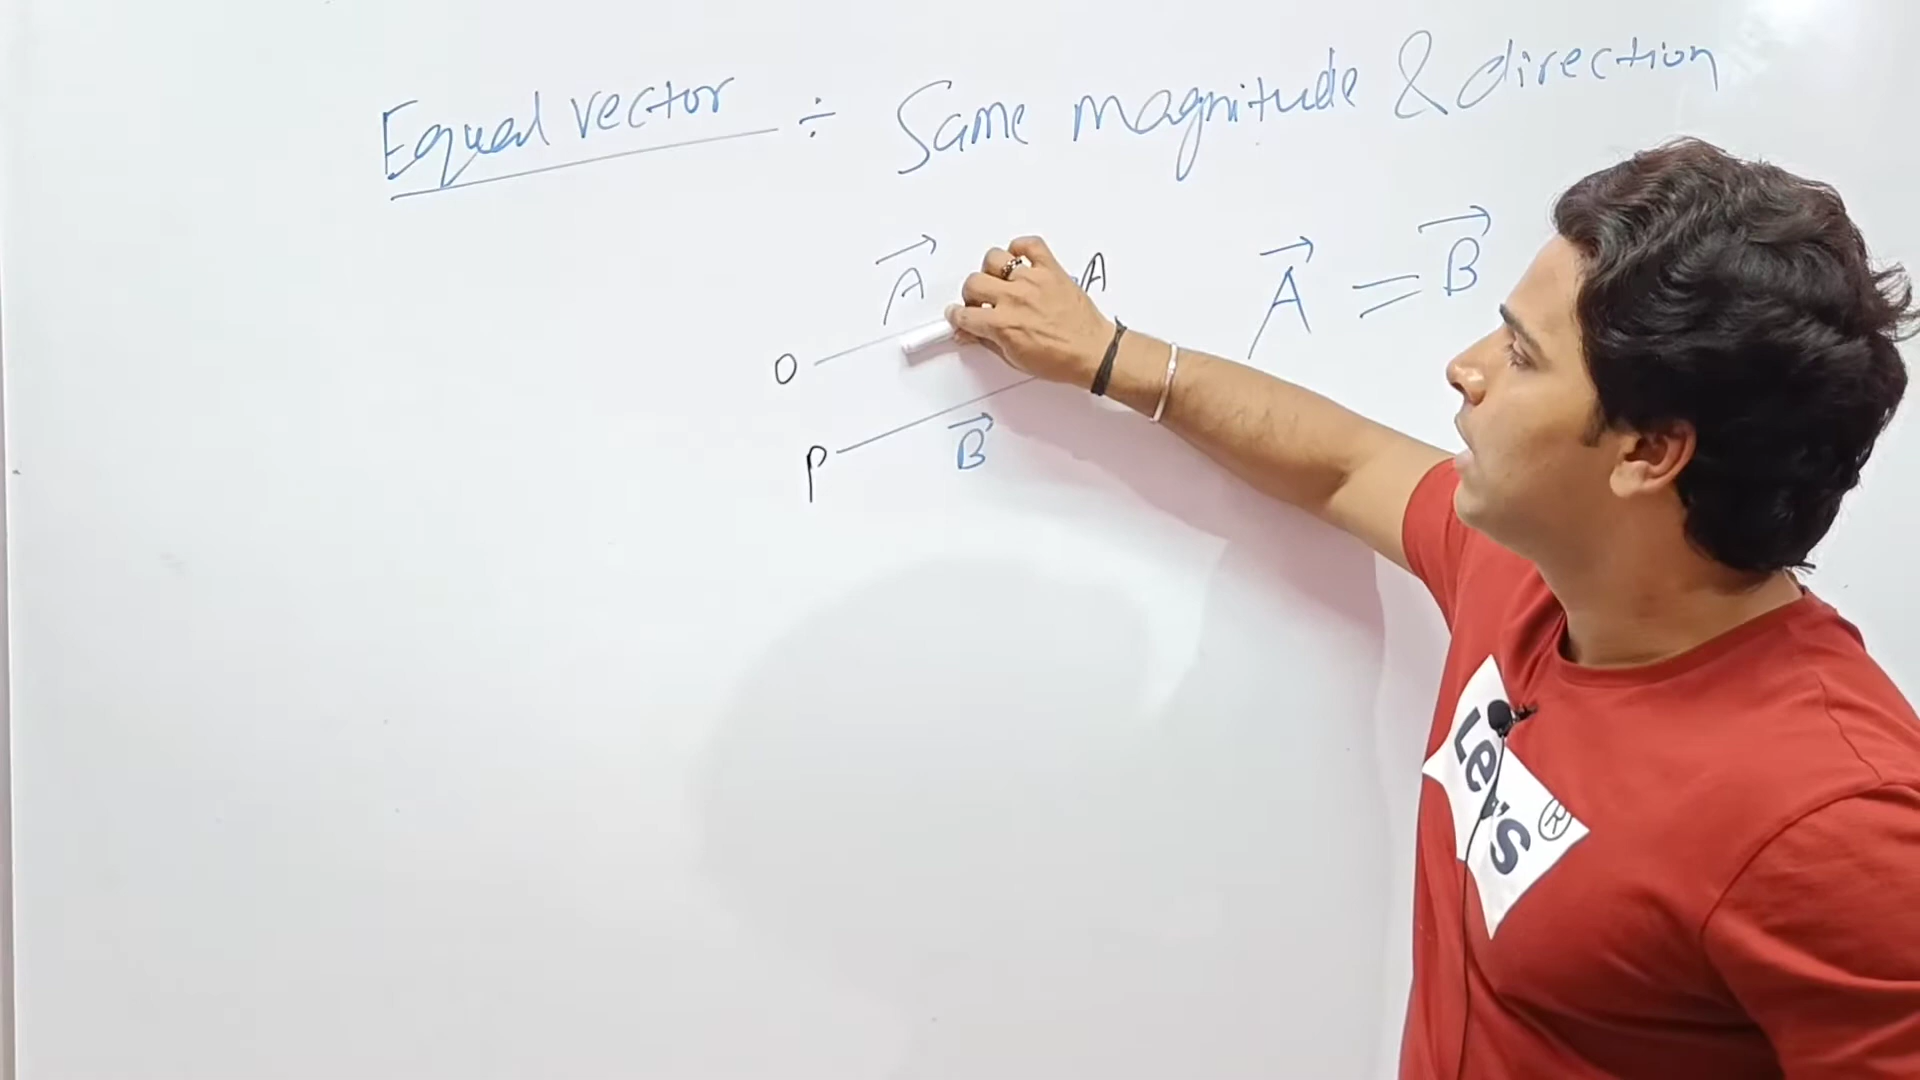 Equal vector ÷ Same magnitude & direction
A A A = B
O
P B
Levi's ®